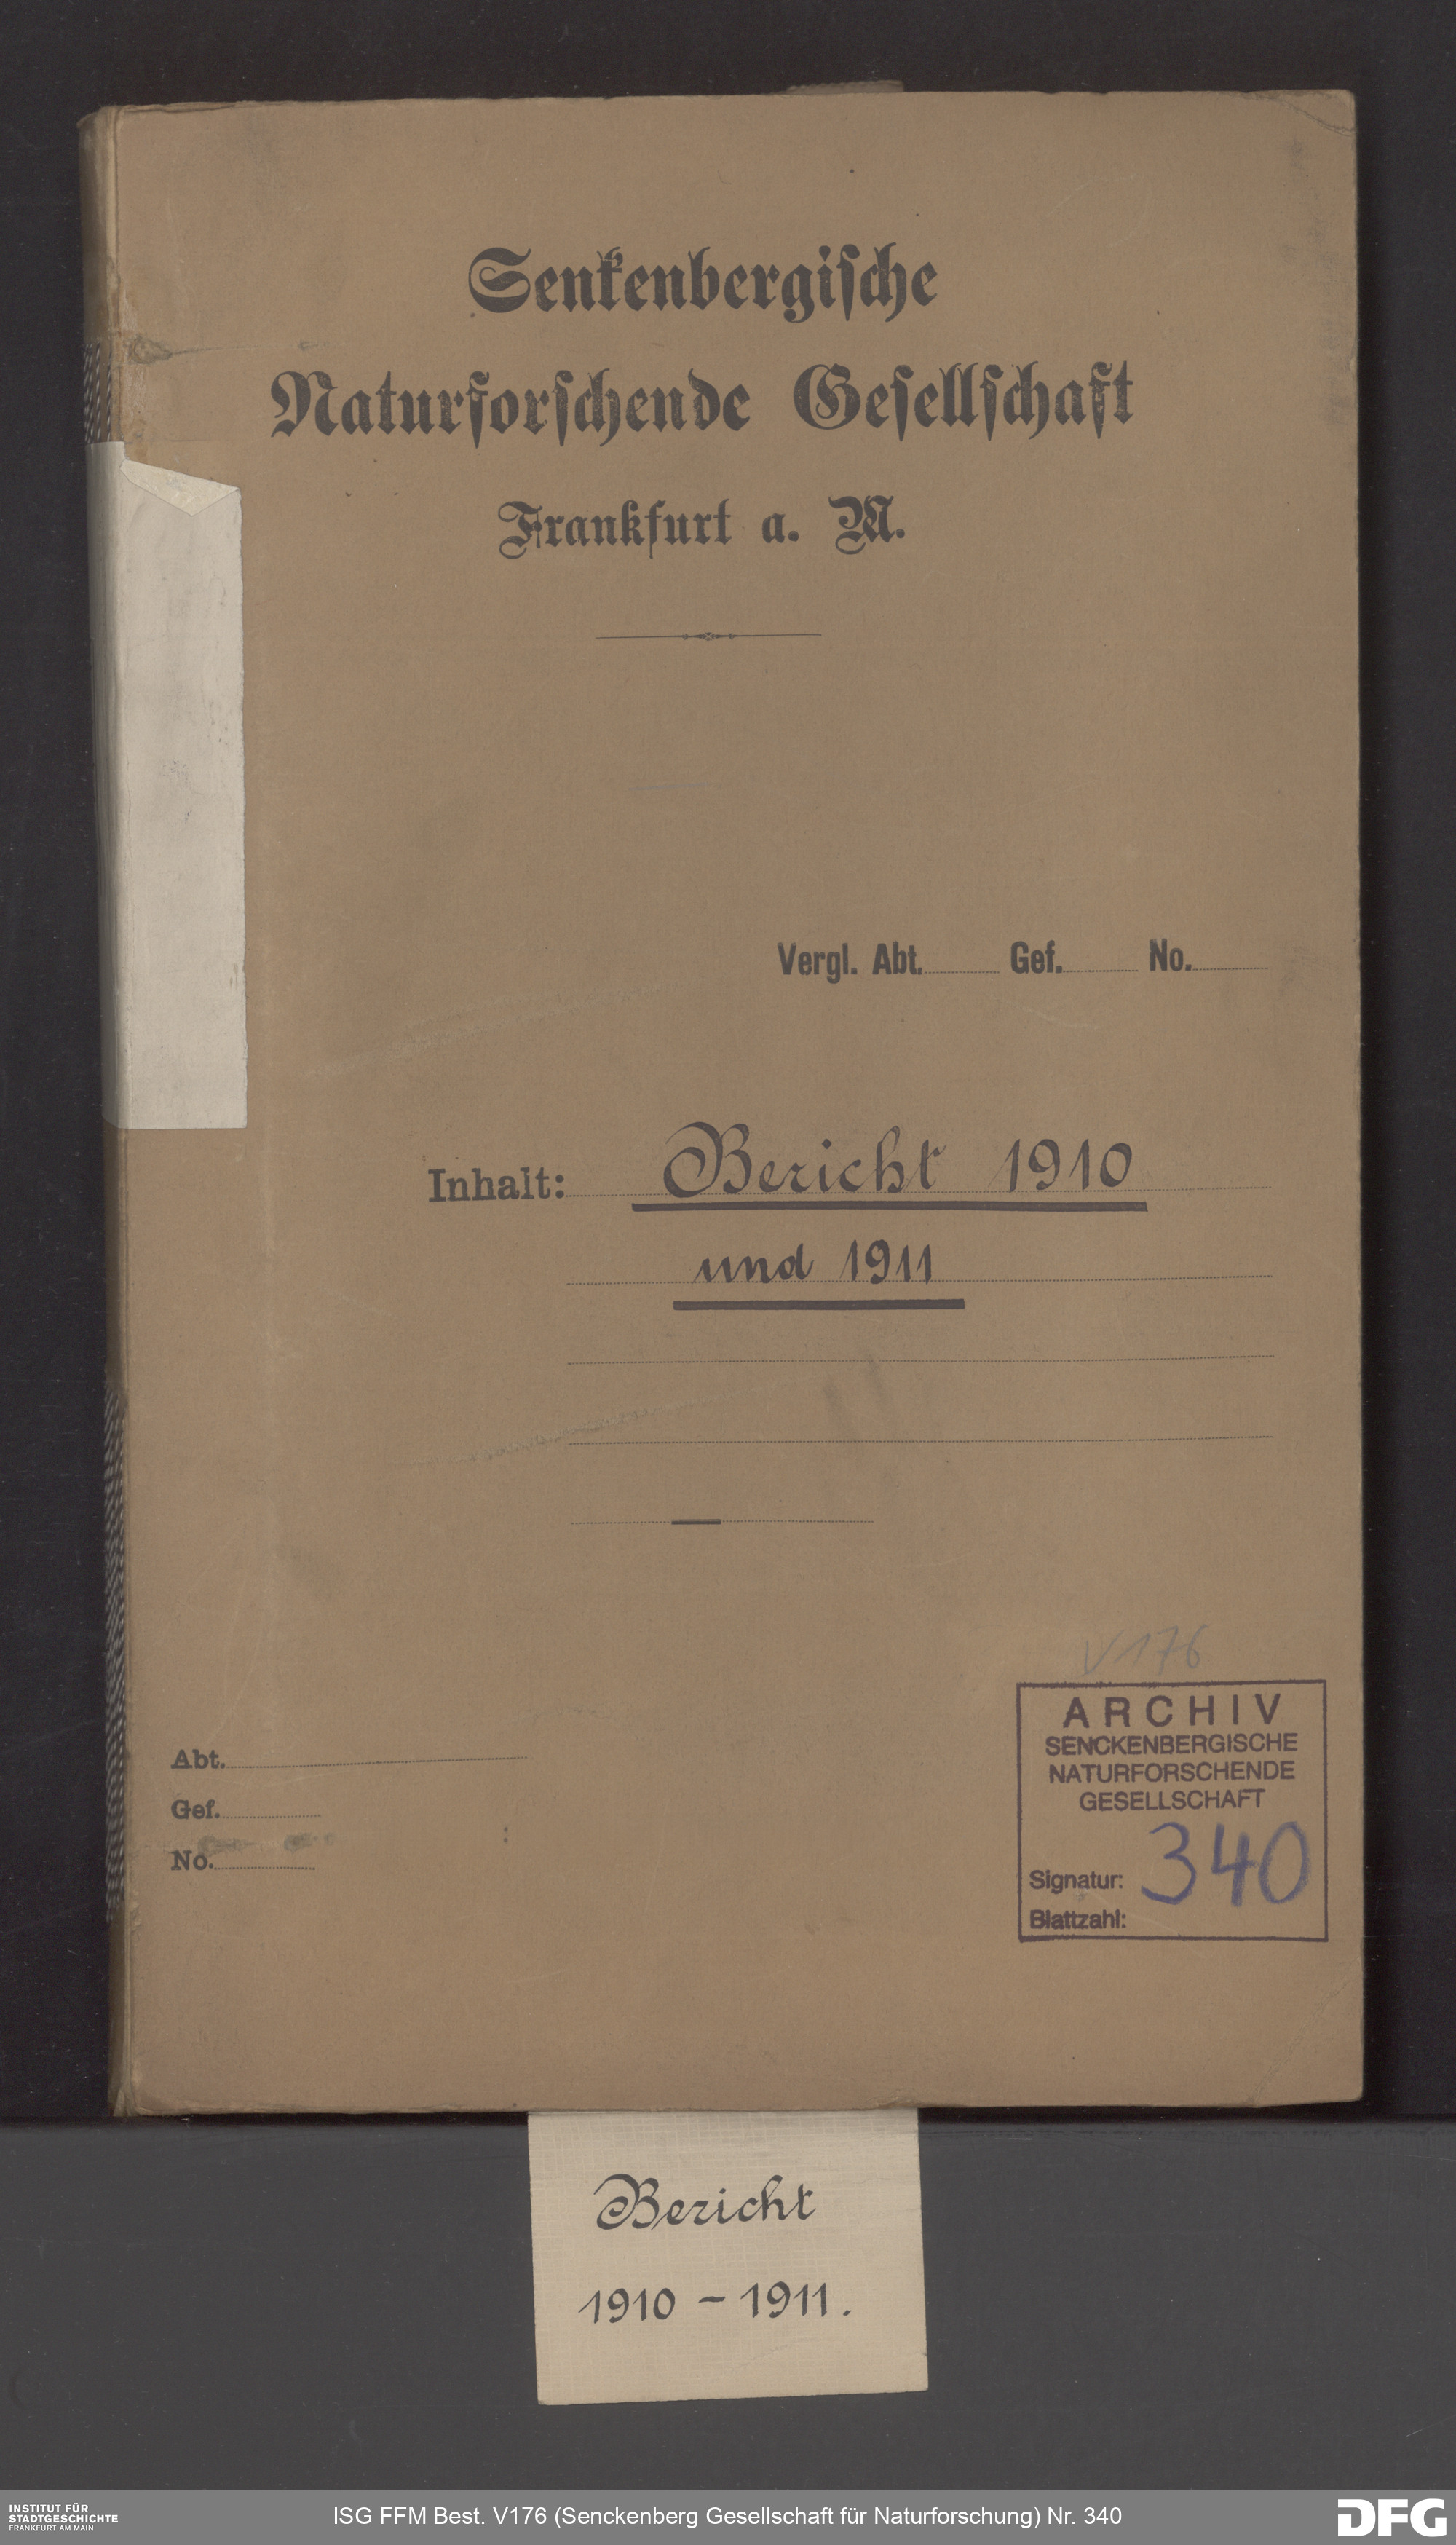 Senkenbergische
Naturforschende Gesellschaft
Frankfurt a. M.
Vergl. Abt. Gef. No.
Inhalt: Bericht 1910
und 1911
V176
ARCHIV
SENCKENBERGISCHE
NATURFORSCHENDE
GESELLSCHAFT
Signatur: 340
Blattzahl:
Abt.
Gef.
No.
Bericht
1910 – 1911.
INSTITUT FÜR
STADTGESCHICHTE
FRANKFURT AM MAIN
ISG FFM Best. V176 (Senckenberg Gesellschaft für Naturforschung) Nr. 340
DFG